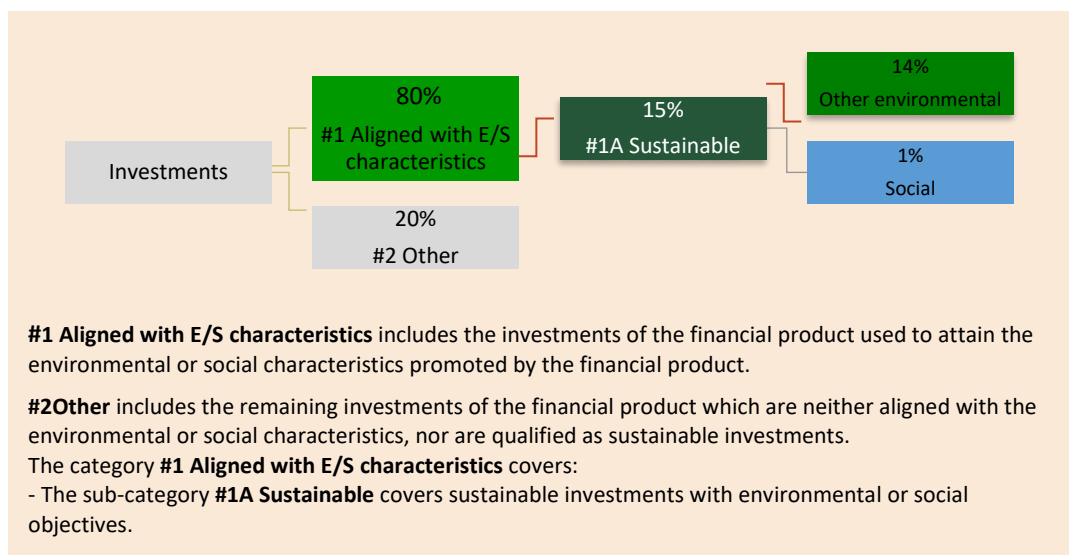 Investments
80%
#1 Aligned with E/S
characteristics
20%
#2 Other
15%
#1A Sustainable
14%
Other environmental
1%
Social
#1 Aligned with E/S characteristics includes the investments of the financial product used to attain the
environmental or social characteristics promoted by the financial product.
#2Other includes the remaining investments of the financial product which are neither aligned with the
environmental or social characteristics, nor are qualified as sustainable investments.
The category #1 Aligned with E/S characteristics covers:
- The sub-category #1A Sustainable covers sustainable investments with environmental or social
objectives.